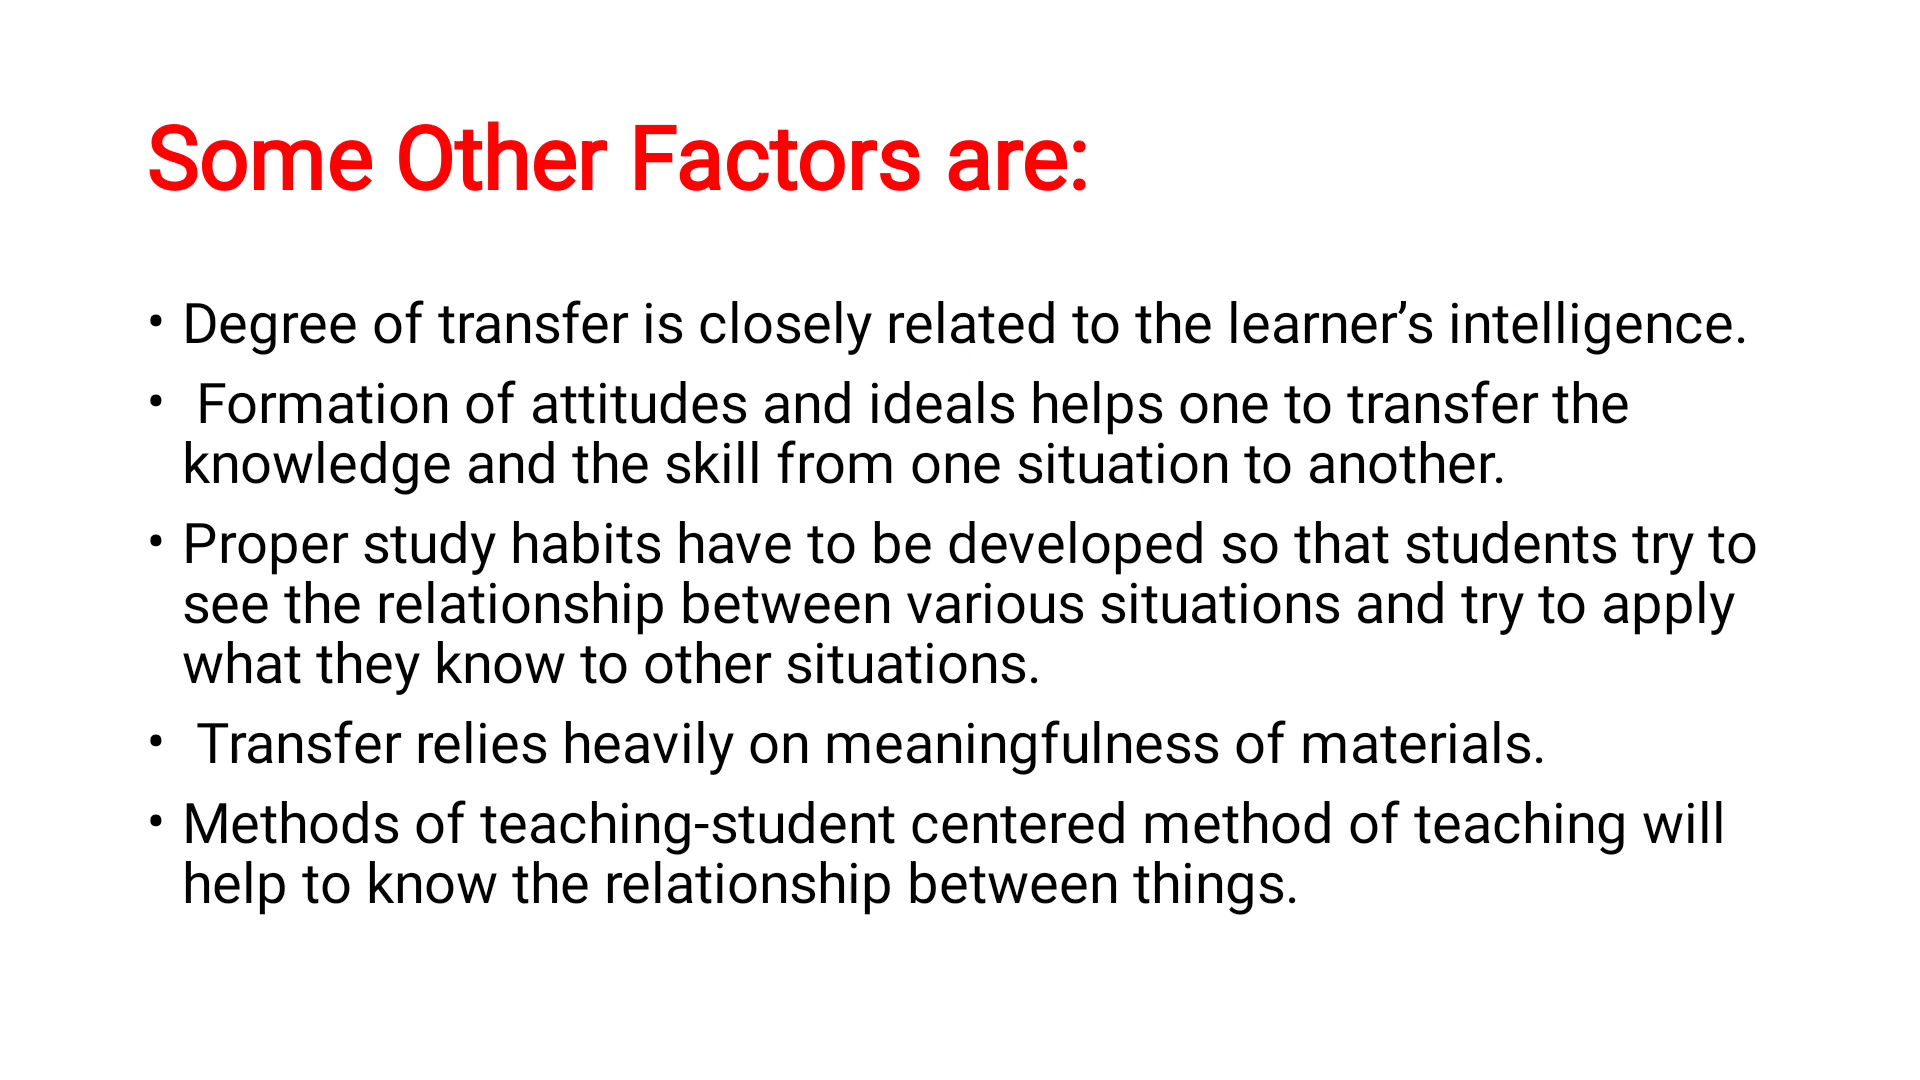 Some Other Factors are:
• Degree of transfer is closely related to the learner’s intelligence.
• Formation of attitudes and ideals helps one to transfer the
knowledge and the skill from one situation to another.
• Proper study habits have to be developed so that students try to
see the relationship between various situations and try to apply
what they know to other situations.
• Transfer relies heavily on meaningfulness of materials.
• Methods of teaching-student centered method of teaching will
help to know the relationship between things.